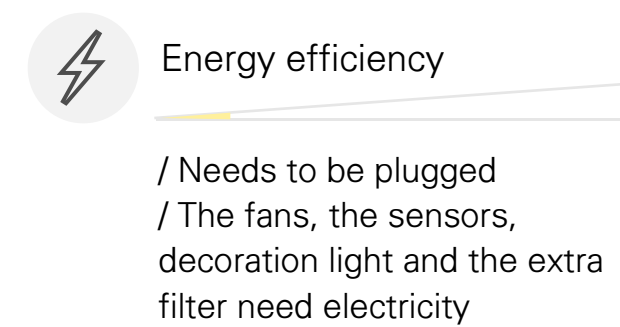 Energy efficiency
/ Needs to be plugged
/ The fans, the sensors,
decoration light and the extra
filter need electricity